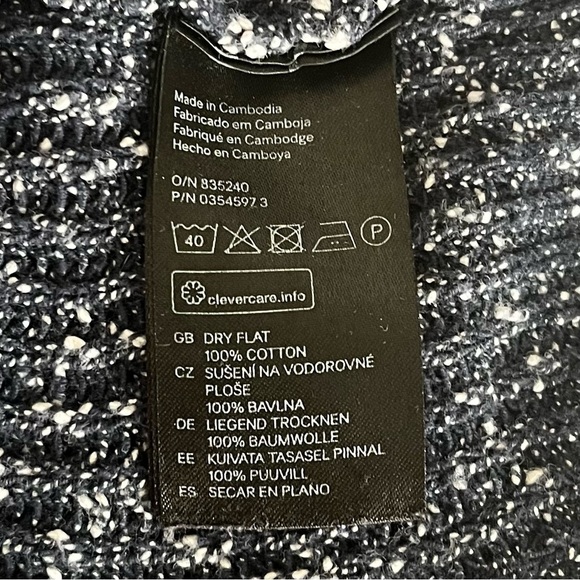 Made in Cambodia
Fabricado em Camboja
Fabriqué en Cambodge
Hecho en Camboya
O/N 835240
P/N 0354597 3
40 P
clevercare.info
GB DRY FLAT
100% COTTON
CZ SUŠENÍ NA VODOROVNÉ
PLOŠE
100% BAVLNA
DE LIEGEND TROCKNEN
100% BAUMWOLLE
EE KUIVATA TASASEL PINNAL
100% PUUVILL
ES SECAR EN PLANO